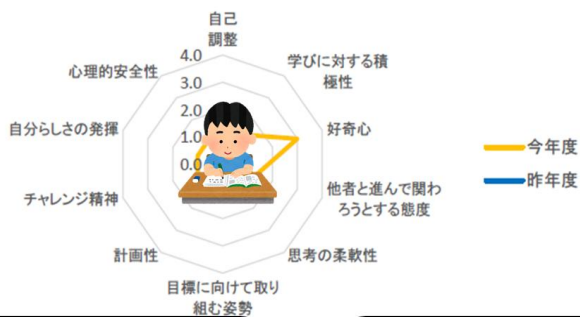 自己
調整
学びに対する積
極性
好奇心
他者と進んで関わ
ろうとする態度
思考の柔軟性
目標に向けて取り
組む姿勢
計画性
チャレンジ精神
自分らしさの発揮
心理的安全性
4.0
3.0
2.0
1.0
0.0
今年度
昨年度